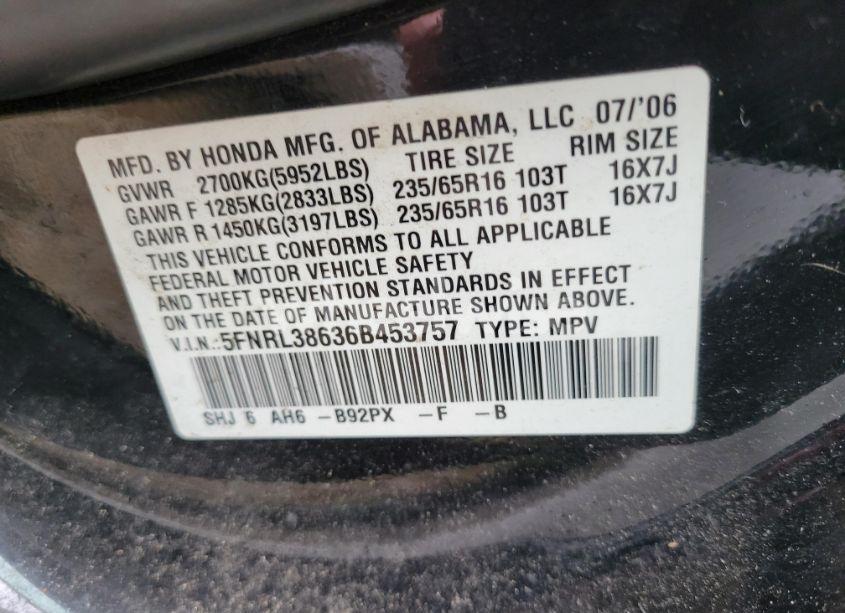 MFD. BY HONDA MFG. OF ALABAMA, LLC 07/'06
GVWR 2700KG(5952LBS) TIRE SIZE RIM SIZE
GAWR F 1285KG(2833LBS) 235/65R16 103T 16X7J
GAWR R 1450KG(3197LBS) 235/65R16 103T 16X7J
THIS VEHICLE CONFORMS TO ALL APPLICABLE
FEDERAL MOTOR VEHICLE SAFETY
AND THEFT PREVENTION STANDARDS IN EFFECT
ON THE DATE OF MANUFACTURE SHOWN ABOVE.
V.I.N.:5FNRL38636B453757 TYPE: MPV
SHJ 6 AH6 -B92PX -F -B